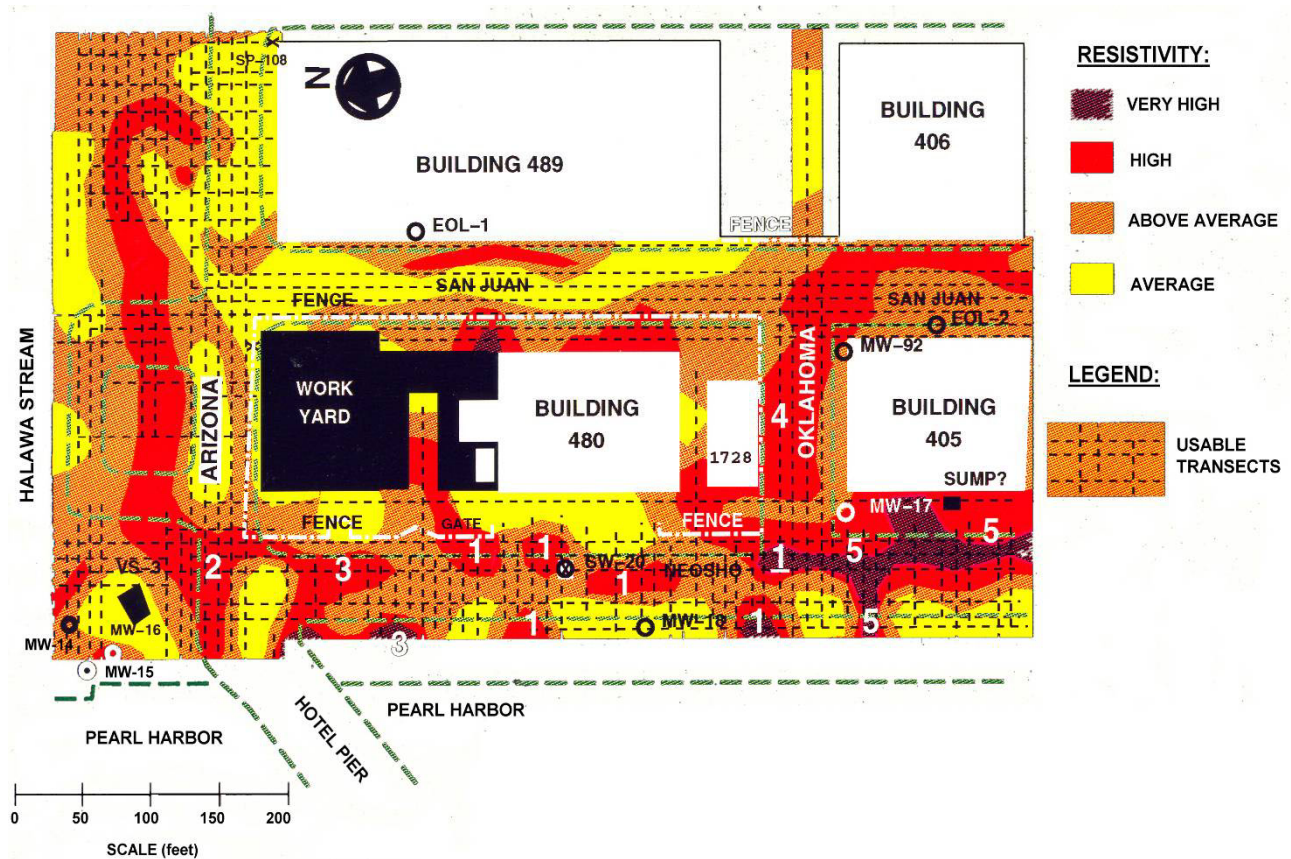 SP-108
N
BUILDING
406
RESISTIVITY:
VERY HIGH
HIGH
ABOVE AVERAGE
AVERAGE
BUILDING 489
EOL-1
FENCE
SAN JUAN
FENCE
SAN JUAN
EOL-2
MW-92
LEGEND:
USABLE
TRANSECTS
HALAWA STREAM
ARIZONA
WORK
YARD
BUILDING
480
1728
4
OKLAHOMA
BUILDING
405
SUMP?
MW-17
FENCE
GATE
FENCE
VS-3
2
3
1
1
SW-20
1
NEOSHO
1
5
5
MW-14
MW-16
3
1
MW-18
1
5
MW-15
PEARL HARBOR
HOTEL PIER
PEARL HARBOR
0
50
100
150
200
SCALE (feet)